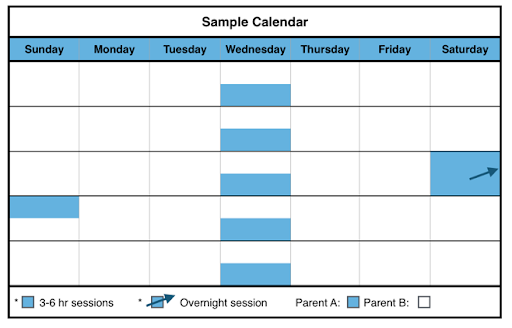 Sample Calendar
Sunday Monday Tuesday Wednesday Thursday Friday Saturday
* 3-6 hr sessions * Overnight session Parent A: Parent B: